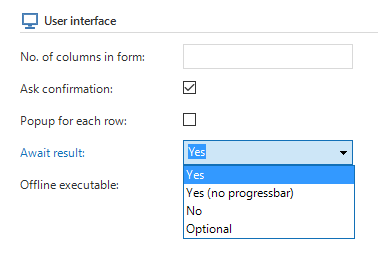 User interface
No. of columns in form:
Ask confirmation:
Popup for each row:
Await result: Yes
Yes
Yes (no progressbar)
No
Optional
Offline executable: